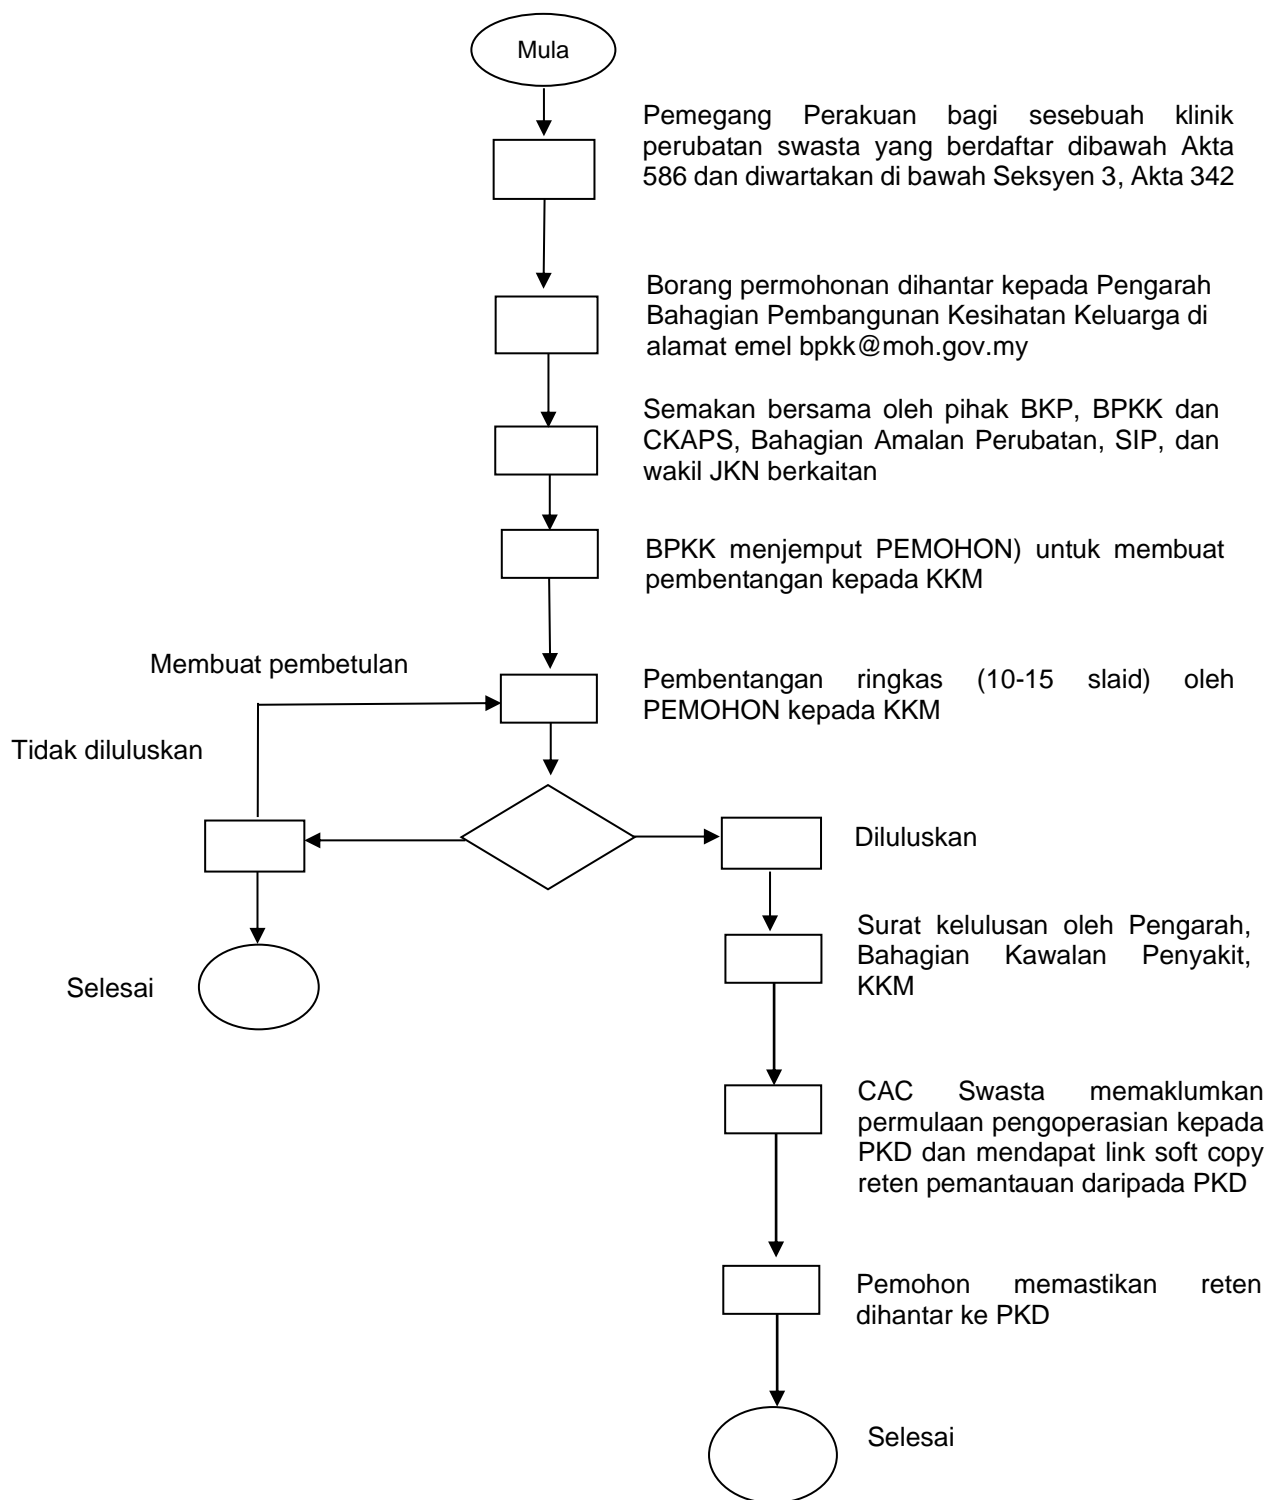 Mula
Pemegang Perakuan bagi sesebuah klinik
perubatan swasta yang berdaftar dibawah Akta
586 dan diwartakan di bawah Seksyen 3, Akta 342
Borang permohonan dihantar kepada Pengarah
Bahagian Pembangunan Kesihatan Keluarga di
alamat emel bpkk@moh.gov.my
Semakan bersama oleh pihak BKP, BPKK dan
CKAPS, Bahagian Amalan Perubatan, SIP, dan
wakil JKN berkaitan
BPKK menjemput PEMOHON) untuk membuat
pembentangan kepada KKM
Membuat pembetulan
Pembentangan ringkas (10-15 slaid) oleh
PEMOHON kepada KKM
Tidak diluluskan
Diluluskan
Surat kelulusan oleh Pengarah,
Bahagian Kawalan Penyakit,
KKM
Selesai
CAC Swasta memaklumkan
permulaan pengoperasian kepada
PKD dan mendapat link soft copy
reten pemantauan daripada PKD
Pemohon memastikan reten
dihantar ke PKD
Selesai